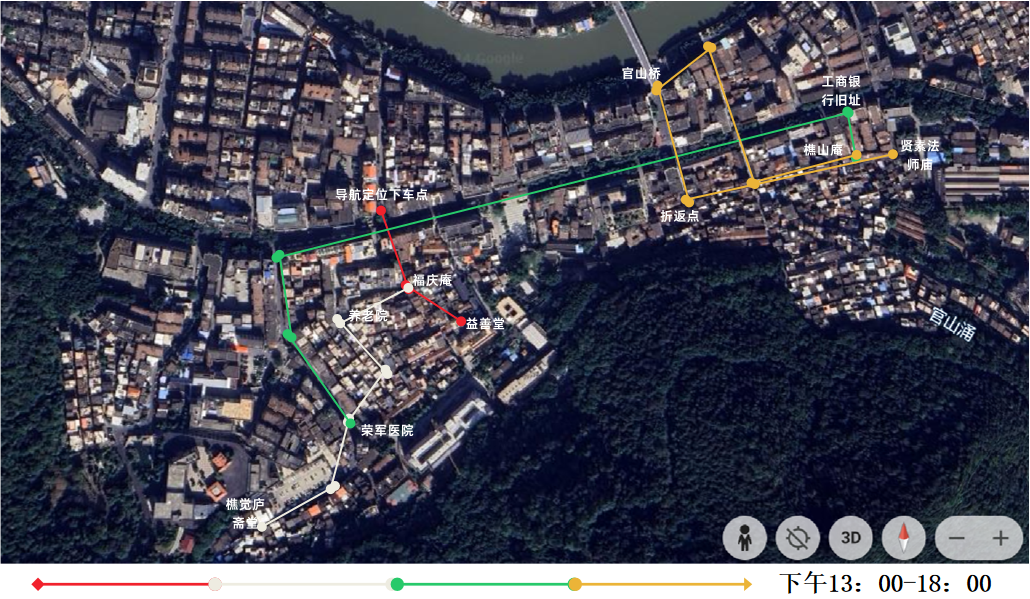 Google
官山桥
工商银
行旧址
樵山庵
贤素法
师庙
导航定位下车点
折返点
福庆庵
养老院
益善堂
官山涌
荣军医院
樵觉庐
斋堂
3D
下午13：00-18：00